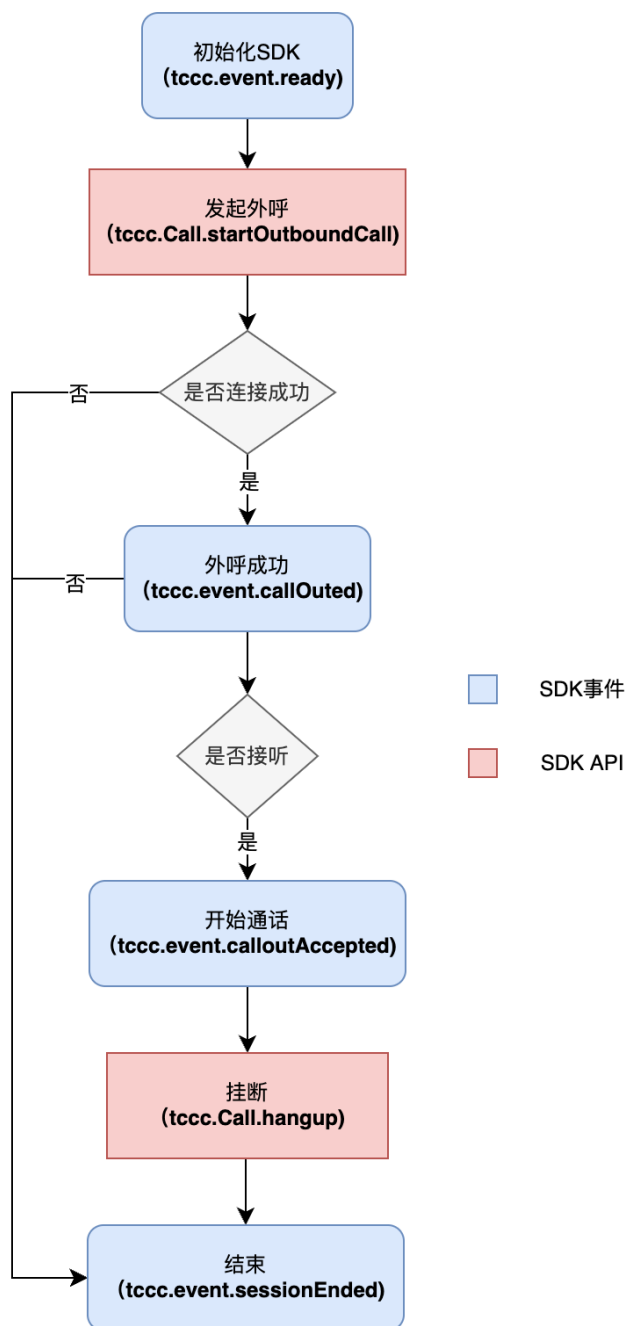 初始化SDK
（tccc.event.ready)
发起外呼
（tccc.Call.startOutboundCall)
是否连接成功
否
是
外呼成功
（tccc.event.callOuted)
否
是否接听
是
开始通话
（tccc.event.calloutAccepted)
挂断
（tccc.Call.hangup)
结束
（tccc.event.sessionEnded)
SDK事件
SDK API